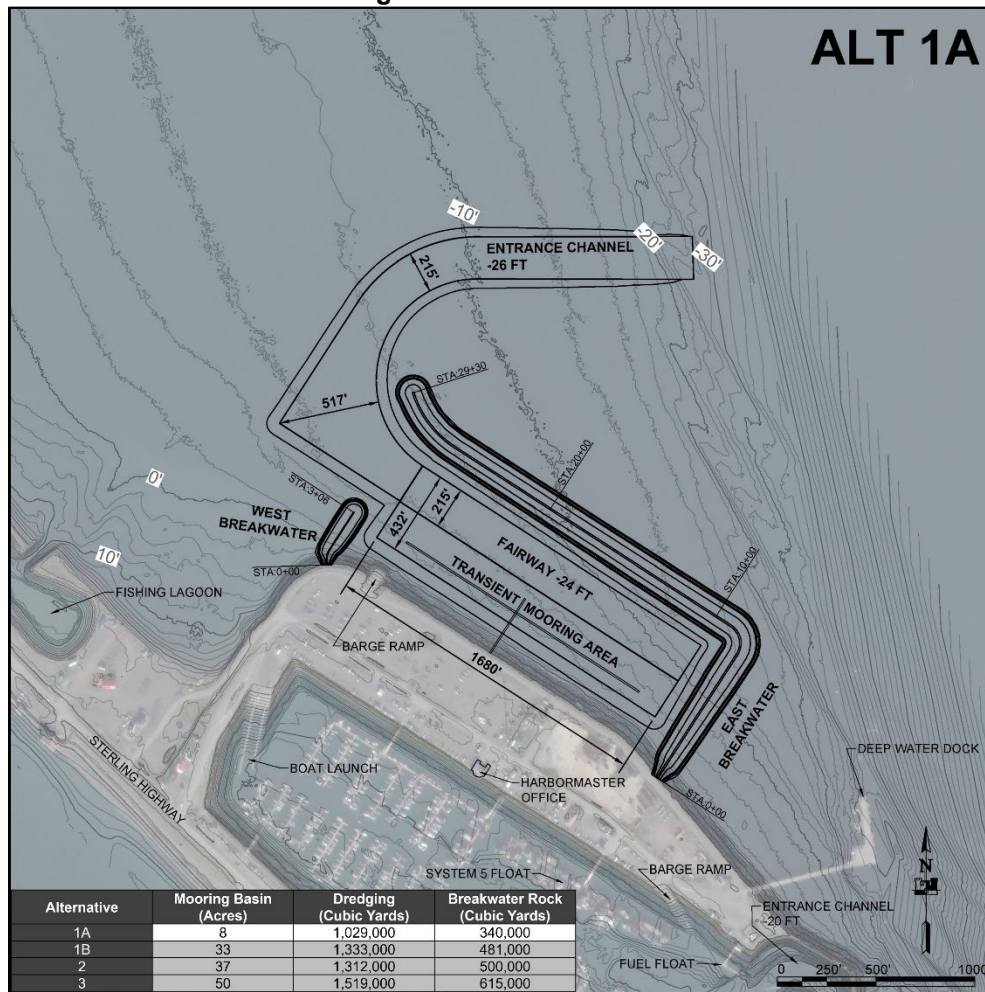 ALT 1A
-10'
-20'
-30'
ENTRANCE CHANNEL
-26 FT
215'
517'
STA:29+30
STA:20+00
STA:10+00
STA:3+06
STA:0+00
0'
10'
WEST
BREAKWATER
432'
215'
FAIRWAY -24 FT
TRANSIENT MOORING AREA
1680'
EAST
BREAKWATER
STA:0+00
FISHING LAGOON
BARGE RAMP
STERLING HIGHWAY
BOAT LAUNCH
HARBORMASTER
OFFICE
DEEP WATER DOCK
SYSTEM 5 FLOAT
BARGE RAMP
ENTRANCE CHANNEL
-20 FT
FUEL FLOAT
N
0 250' 500' 1000
Alternative Mooring Basin (Acres) Dredging (Cubic Yards) Breakwater Rock (Cubic Yards)
1A 8 1,029,000 340,000
1B 33 1,333,000 481,000
2 37 1,312,000 500,000
3 50 1,519,000 615,000